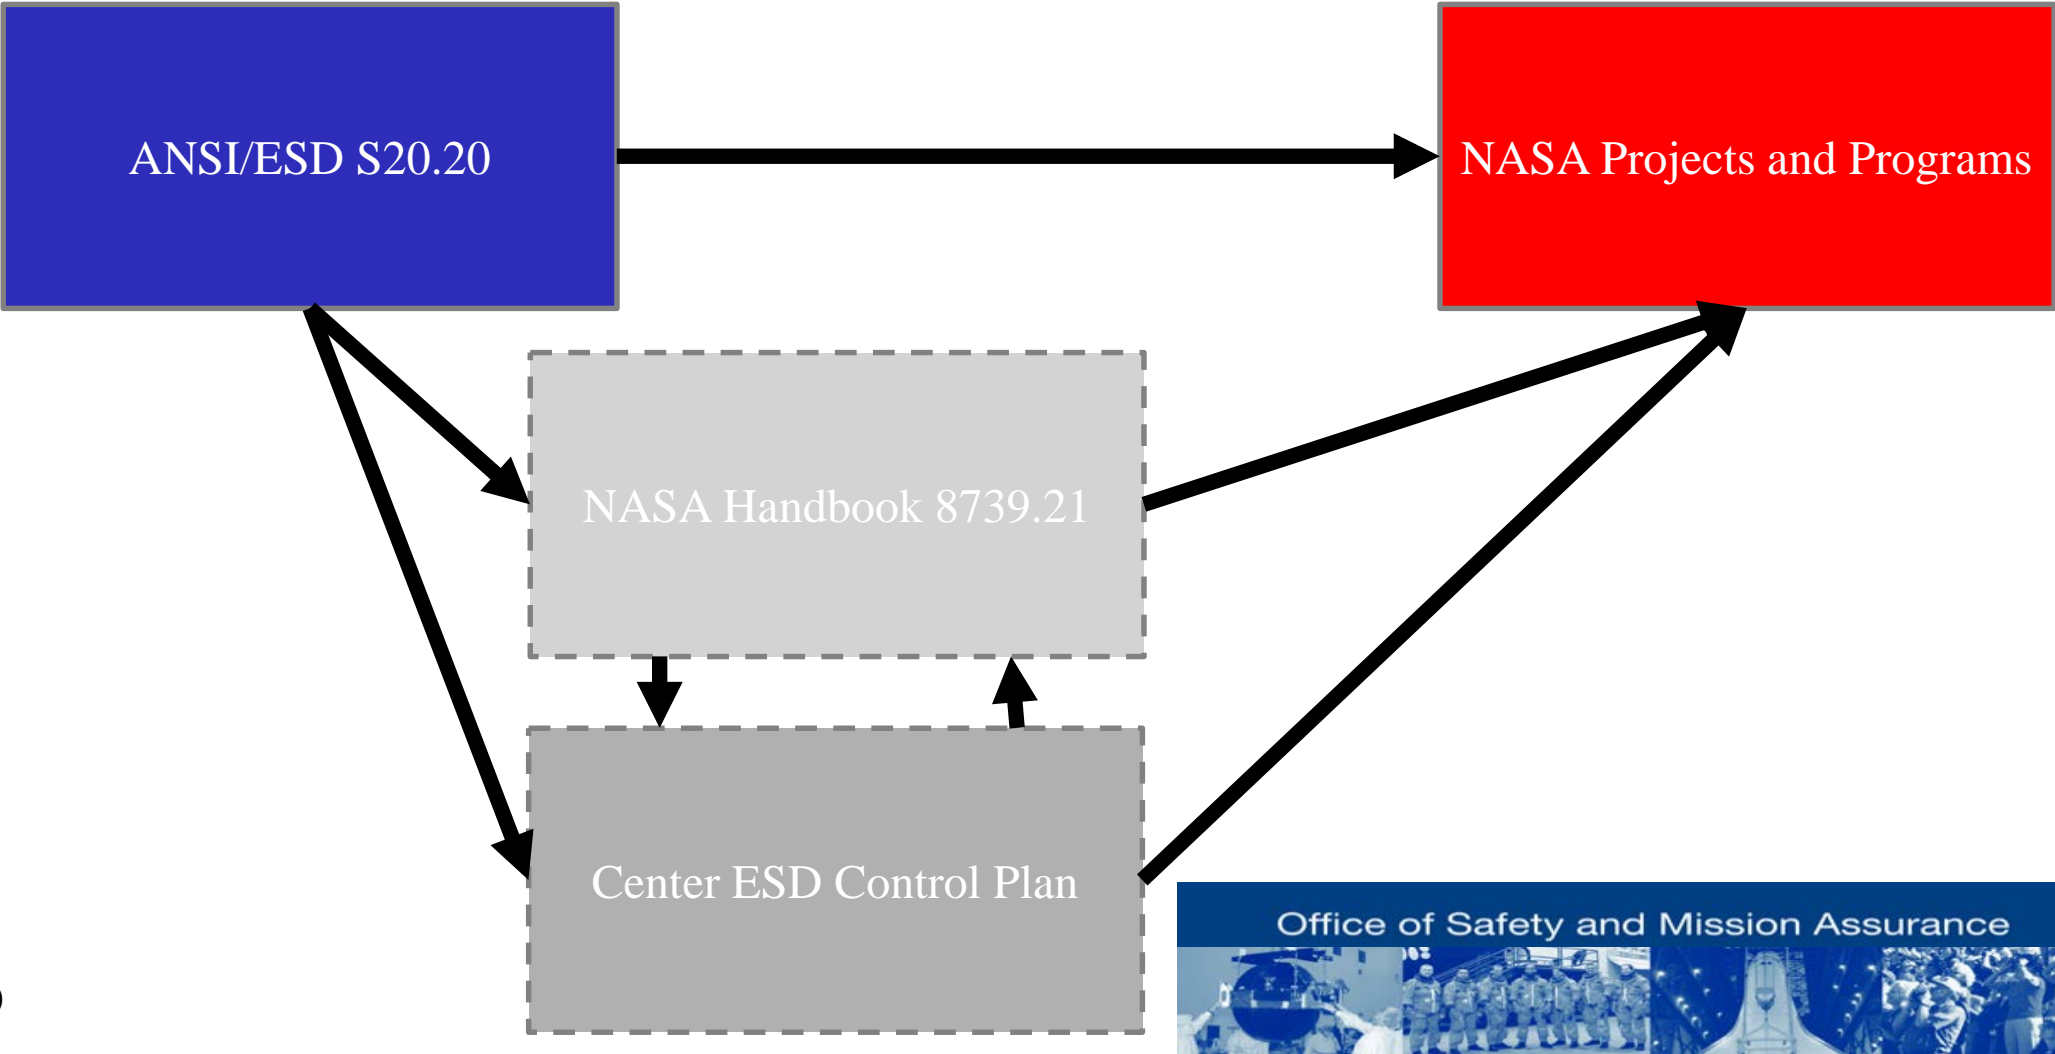 ANSI/ESD S20.20
NASA Projects and Programs
NASA Handbook 8739.21
Center ESD Control Plan
Office of Safety and Mission Assurance